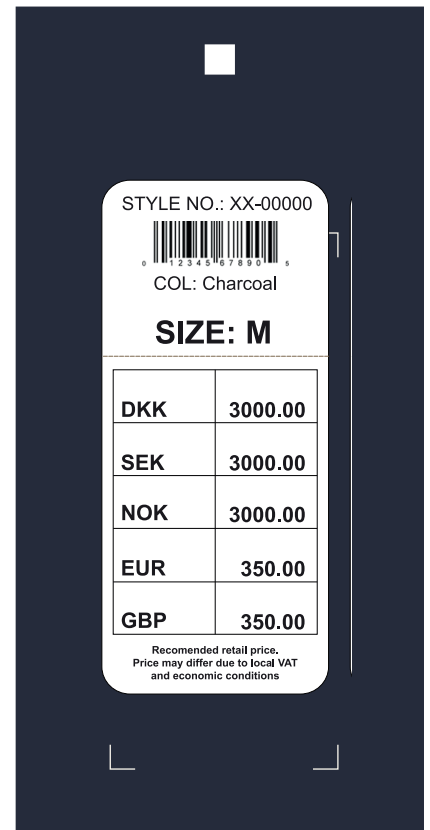 STYLE NO.: XX-00000
0 12345 67890 5
COL: Charcoal
SIZE: M
DKK 3000.00
SEK 3000.00
NOK 3000.00
EUR 350.00
GBP 350.00
Recomended retail price.
Price may differ due to local VAT
and economic conditions